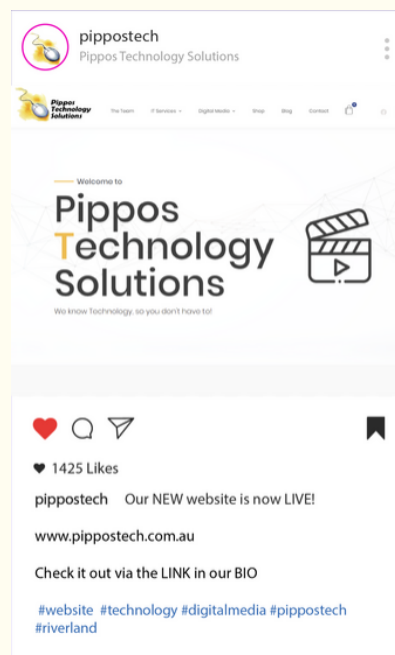 pippostech
Pippos Technology Solutions
Pippos
Technology
Solutions
The Team IT Services Digital Media Shop Blog Contact
Welcome to
Pippos
Technology
Solutions
We know Technology, so you don't have to!
1425 Likes
pippostech Our NEW website is now LIVE!
www.pippostech.com.au
Check it out via the LINK in our BIO
#website #technology #digitalmedia #pippostech
#riverland